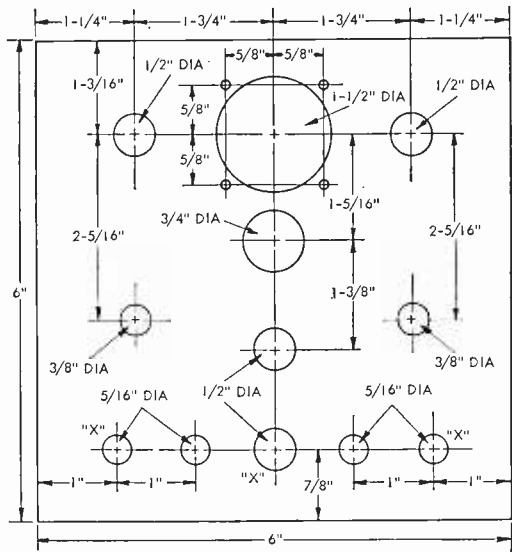 1-1/4" 1-3/4" 1-3/4" 1-1/4"
5/8" 5/8"
1-3/16"
1/2" DIA
1-1/2" DIA
1/2" DIA
5/8"
5/8"
1-5/16"
3/4" DIA
2-5/16"
2-5/16"
6"
1-3/8"
3/8" DIA
3/8" DIA
5/16" DIA
1/2" DIA
5/16" DIA
"X"
"X"
"X"
1" 1"
7/8"
1" 1"
6"